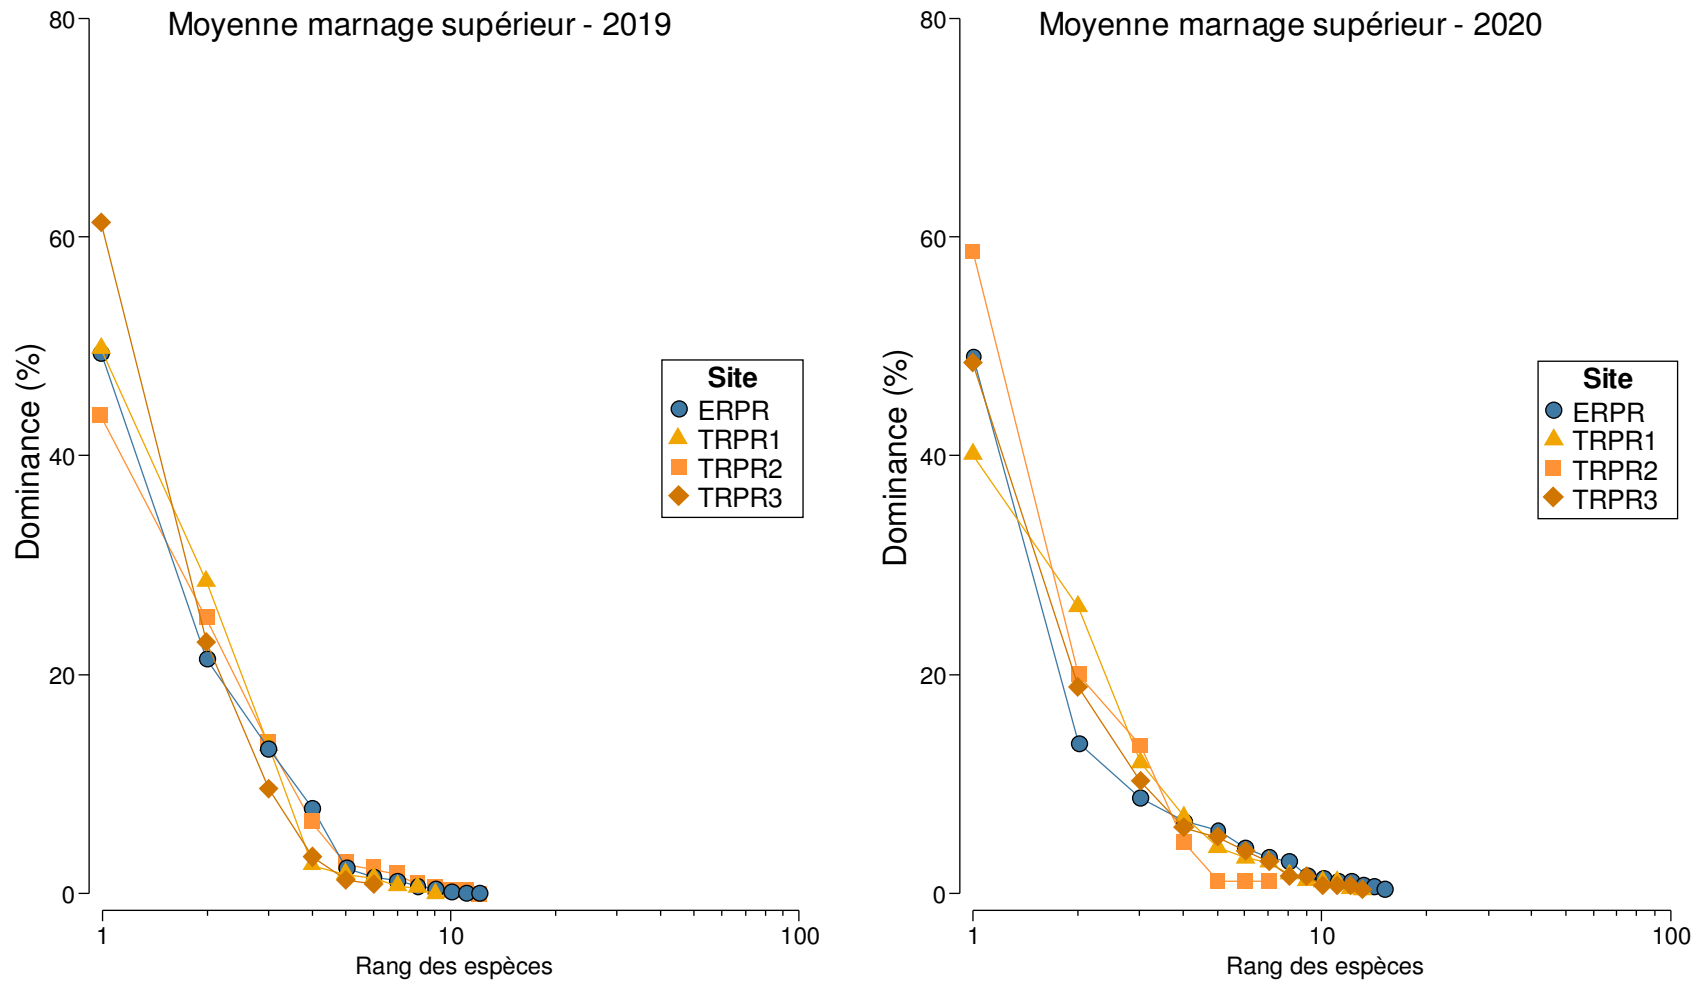 Moyenne marnage supérieur - 2019
80
60
40
20
0
Dominance (%)
1
10
100
Rang des espèces
Site
ERPR
TRPR1
TRPR2
TRPR3
Moyenne marnage supérieur - 2020
80
60
40
20
0
Dominance (%)
1
10
100
Rang des espèces
Site
ERPR
TRPR1
TRPR2
TRPR3